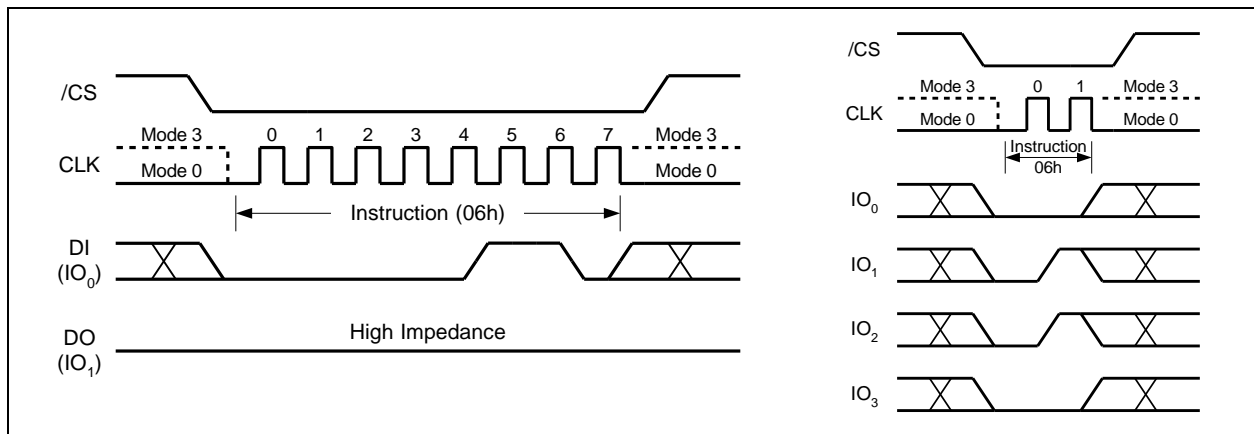 /CS
Mode 3 0 1 2 3 4 5 6 7 Mode 3
CLK
Mode 0 Mode 0
Instruction (06h)
DI
(IO0)
High Impedance
DO
(IO1)
/CS
Mode 3 0 1 Mode 3
CLK
Mode 0 Mode 0
Instruction
06h
IO0
IO1
IO2
IO3